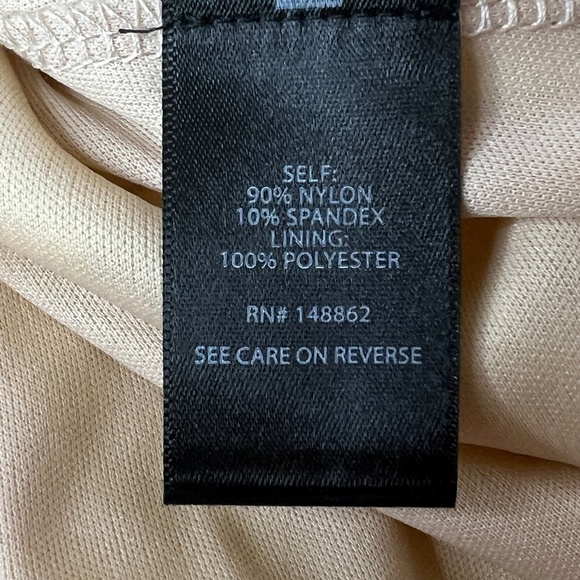 SELF:
90% NYLON
10% SPANDEX
LINING:
100% POLYESTER
RN# 148862
SEE CARE ON REVERSE